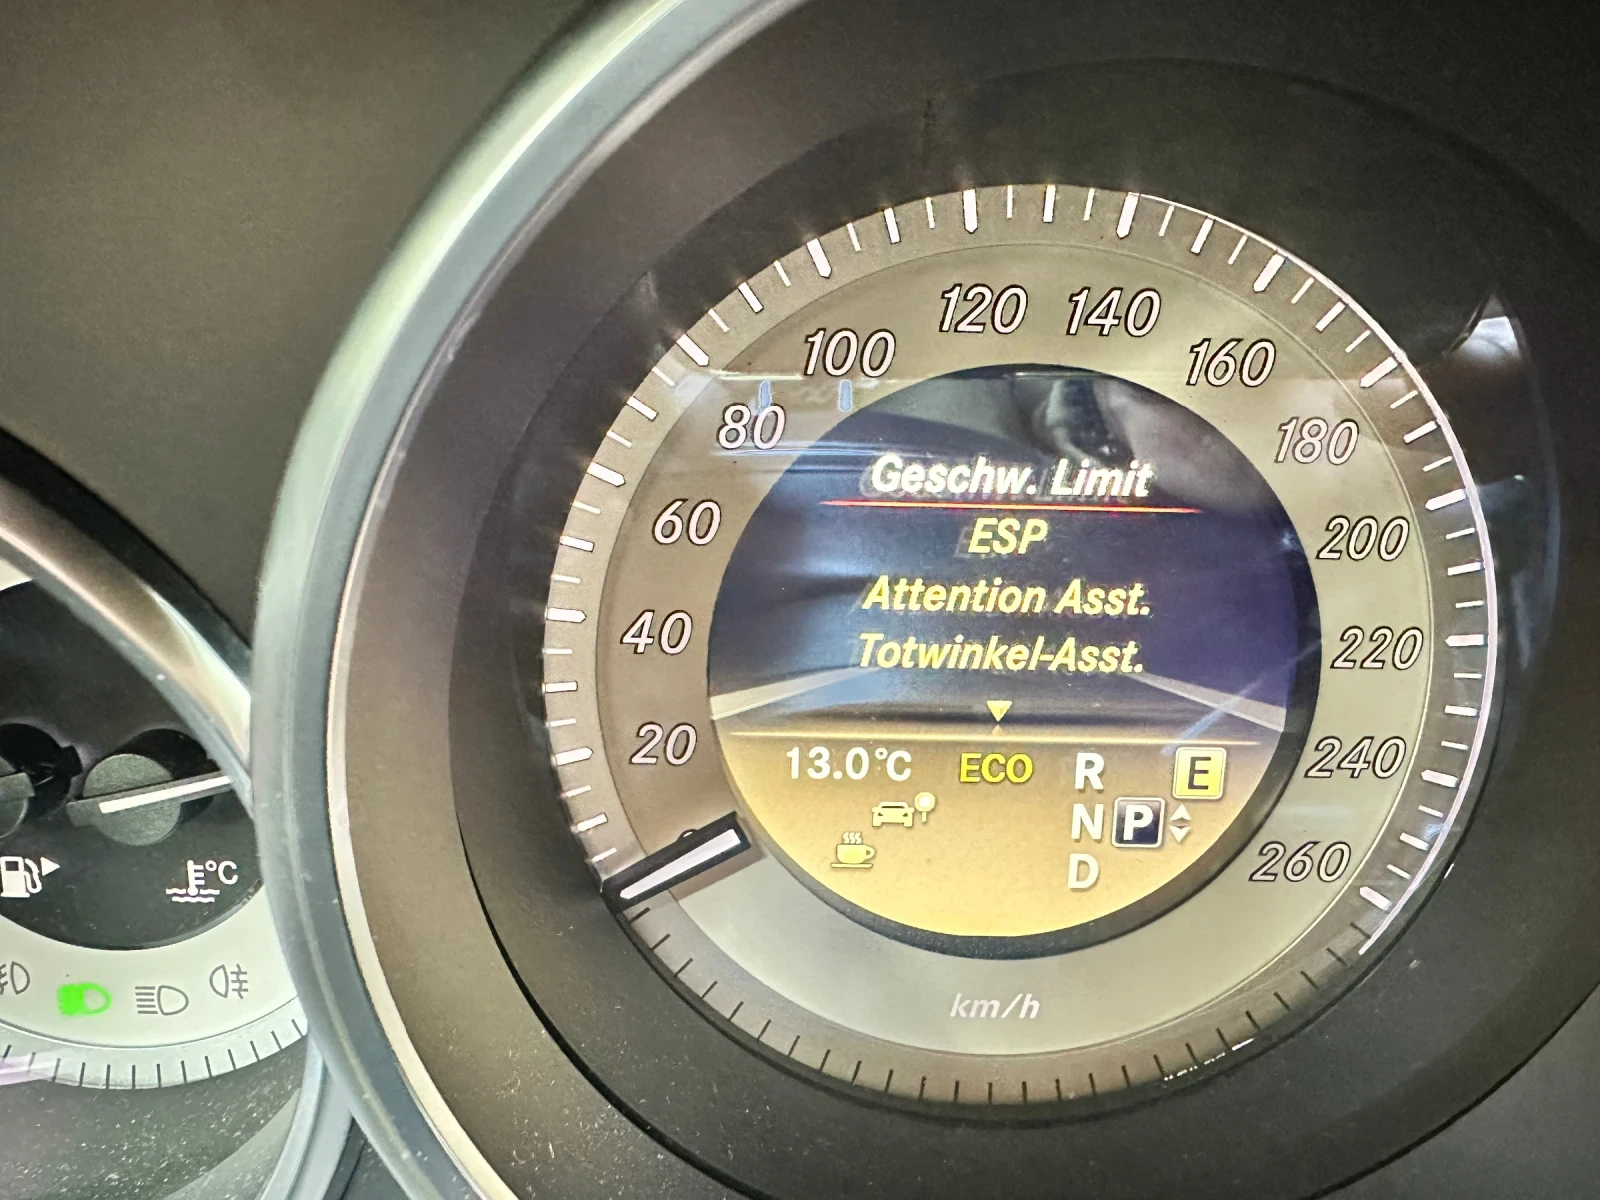 120 140
100 160
80 180
60 200
40 220
20 240
260
Geschw. Limit
ESP
Attention Asst.
Totwinkel-Asst.
13.0°C ECO R E
N P
D
km/h
°C